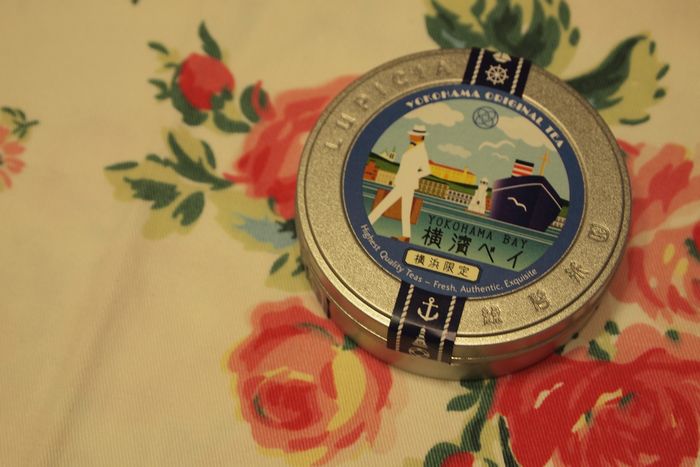 LUPICIA
YOKOHAMA ORIGINAL TEA
YOKOHAMA BAY
横濱ベイ
横浜限定
Highest Quality Teas – Fresh, Authentic, Exquisite